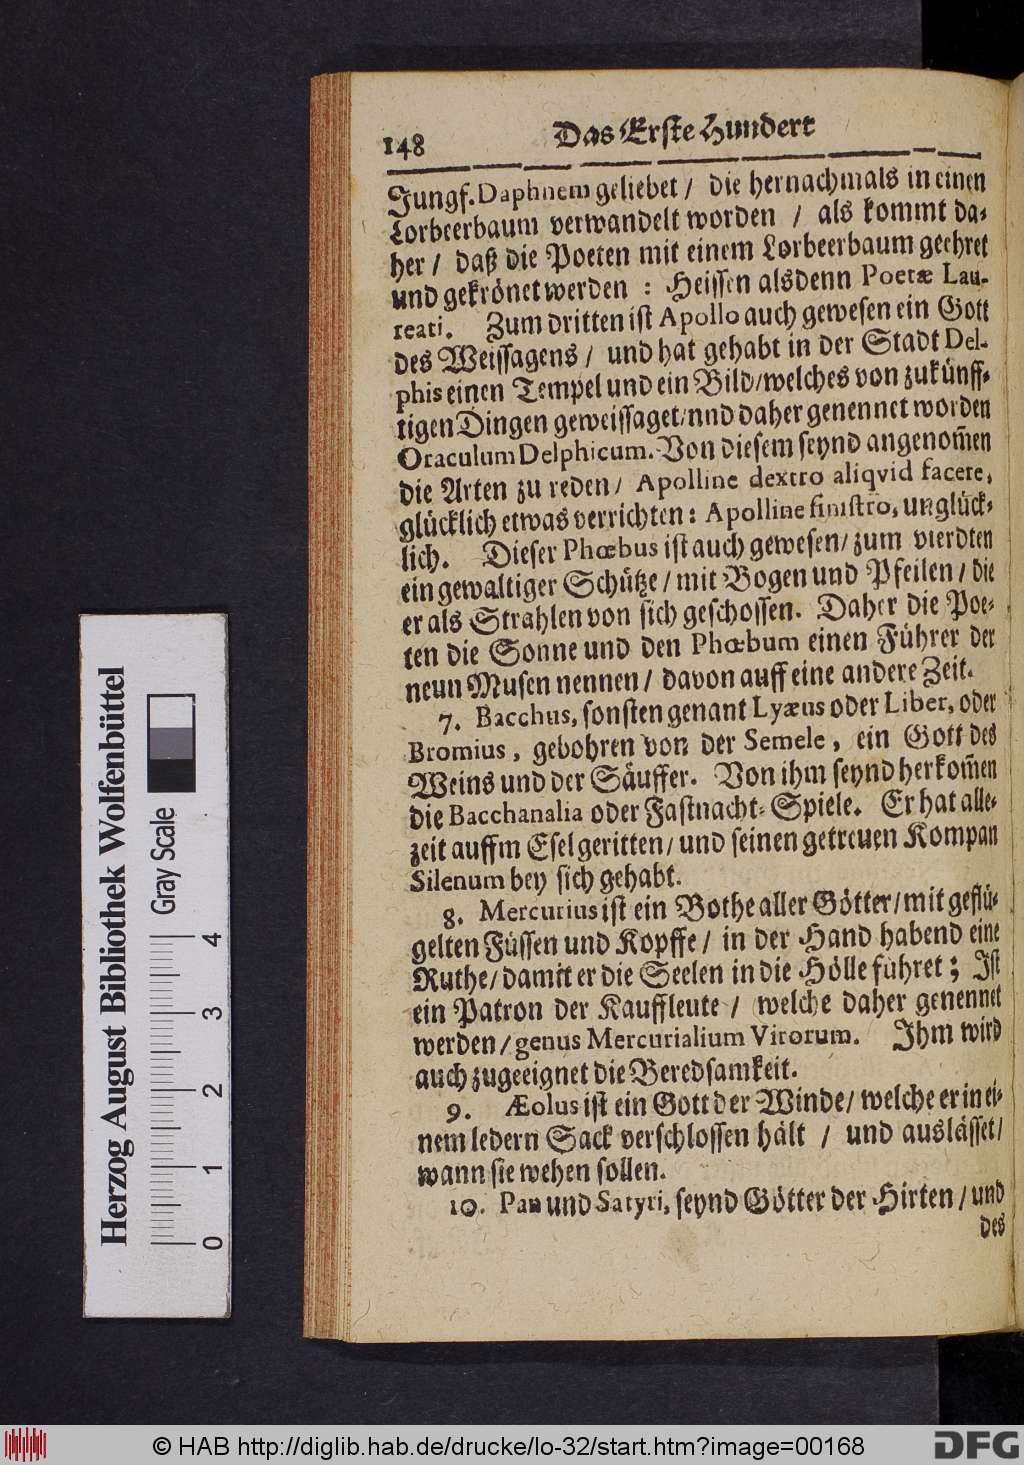 148 Das Erste Hundert
Jungf. Daphnem geliebet / die hernachmals in einen
Lorbeerbaum verwandelt worden / als kommt da-
her / daß die Poeten mit einem Lorbeerbaum geehret
und gekrönet werden : Heissen alsdenn Poetæ Lau-
reati. Zum dritten ist Apollo auch gewesen ein Gott
des Weissagens / und hat gehabt in der Stadt Del-
phis einen Tempel und ein Bild / welches von zukünff-
tigen Dingen geweissaget / nnd daher genennet worden
Oraculum Delphicum. Von diesem seynd angenom̃en
die Arten zu reden / Apolline dextro aliqvid facere,
glücklich etwas verrichten : Apolline sinistro, unglück-
lich. Dieser Phœbus ist auch gewesen / zum vierdten
ein gewaltiger Schütze / mit Bogen und Pfeilen / die
er als Strahlen von sich geschossen. Daher die Poe-
ten die Sonne und den Phœbum einen Führer der
neun Musen nennen / davon auff eine andere Zeit.
7. Bacchus, sonsten genant Lyæus oder Liber, oder
Bromius, gebohren von der Semele, ein Gott des
Weins und der Säuffer. Von ihm seynd herkom̃en
die Bacchanalia oder Fastnacht-Spiele. Er hat alle-
zeit auffm Esel geritten / und seinen getreuen Kompan
Silenum bey sich gehabt.
8. Mercurius ist ein Bothe aller Götter / mit geflü-
gelten Füssen und Kopffe / in der Hand habend eine
Ruthe / damit er die Seelen in die Hölle führet ; Ist
ein Patron der Kauffleute / welche daher genennet
werden / genus Mercurialium Virorum. Ihm wird
auch zugeeignet die Beredsamkeit.
9. Æolus ist ein Gott der Winde / welche er in ei-
nem ledern Sack verschlossen hält / und auslässet /
wann sie wehen sollen.
10. Pan und Satyri, seynd Götter der Hirten / und
des
Herzog August Bibliothek Wolfenbüttel
Gray Scale
0 1 2 3 4
© HAB http://diglib.hab.de/drucke/lo-32/start.htm?image=00168
DFG